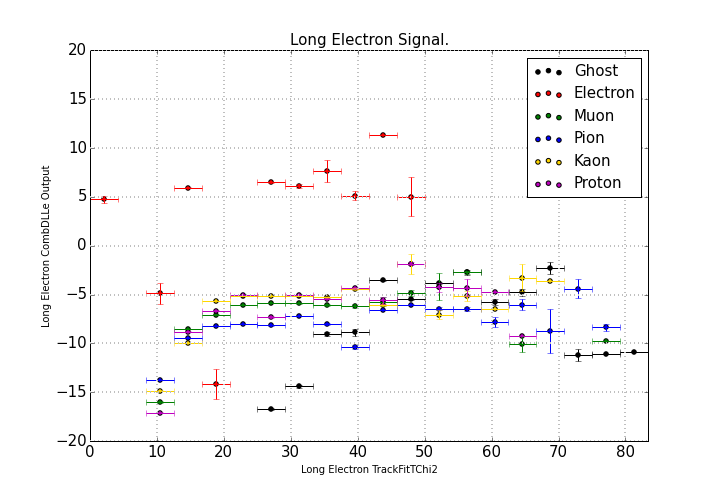 Long Electron Signal.
20
15
10
5
0
−5
−10
−15
−20
Long Electron CombDLLe Output
Ghost
Electron
Muon
Pion
Kaon
Proton
0 10 20 30 40 50 60 70 80
Long Electron TrackFitTChi2